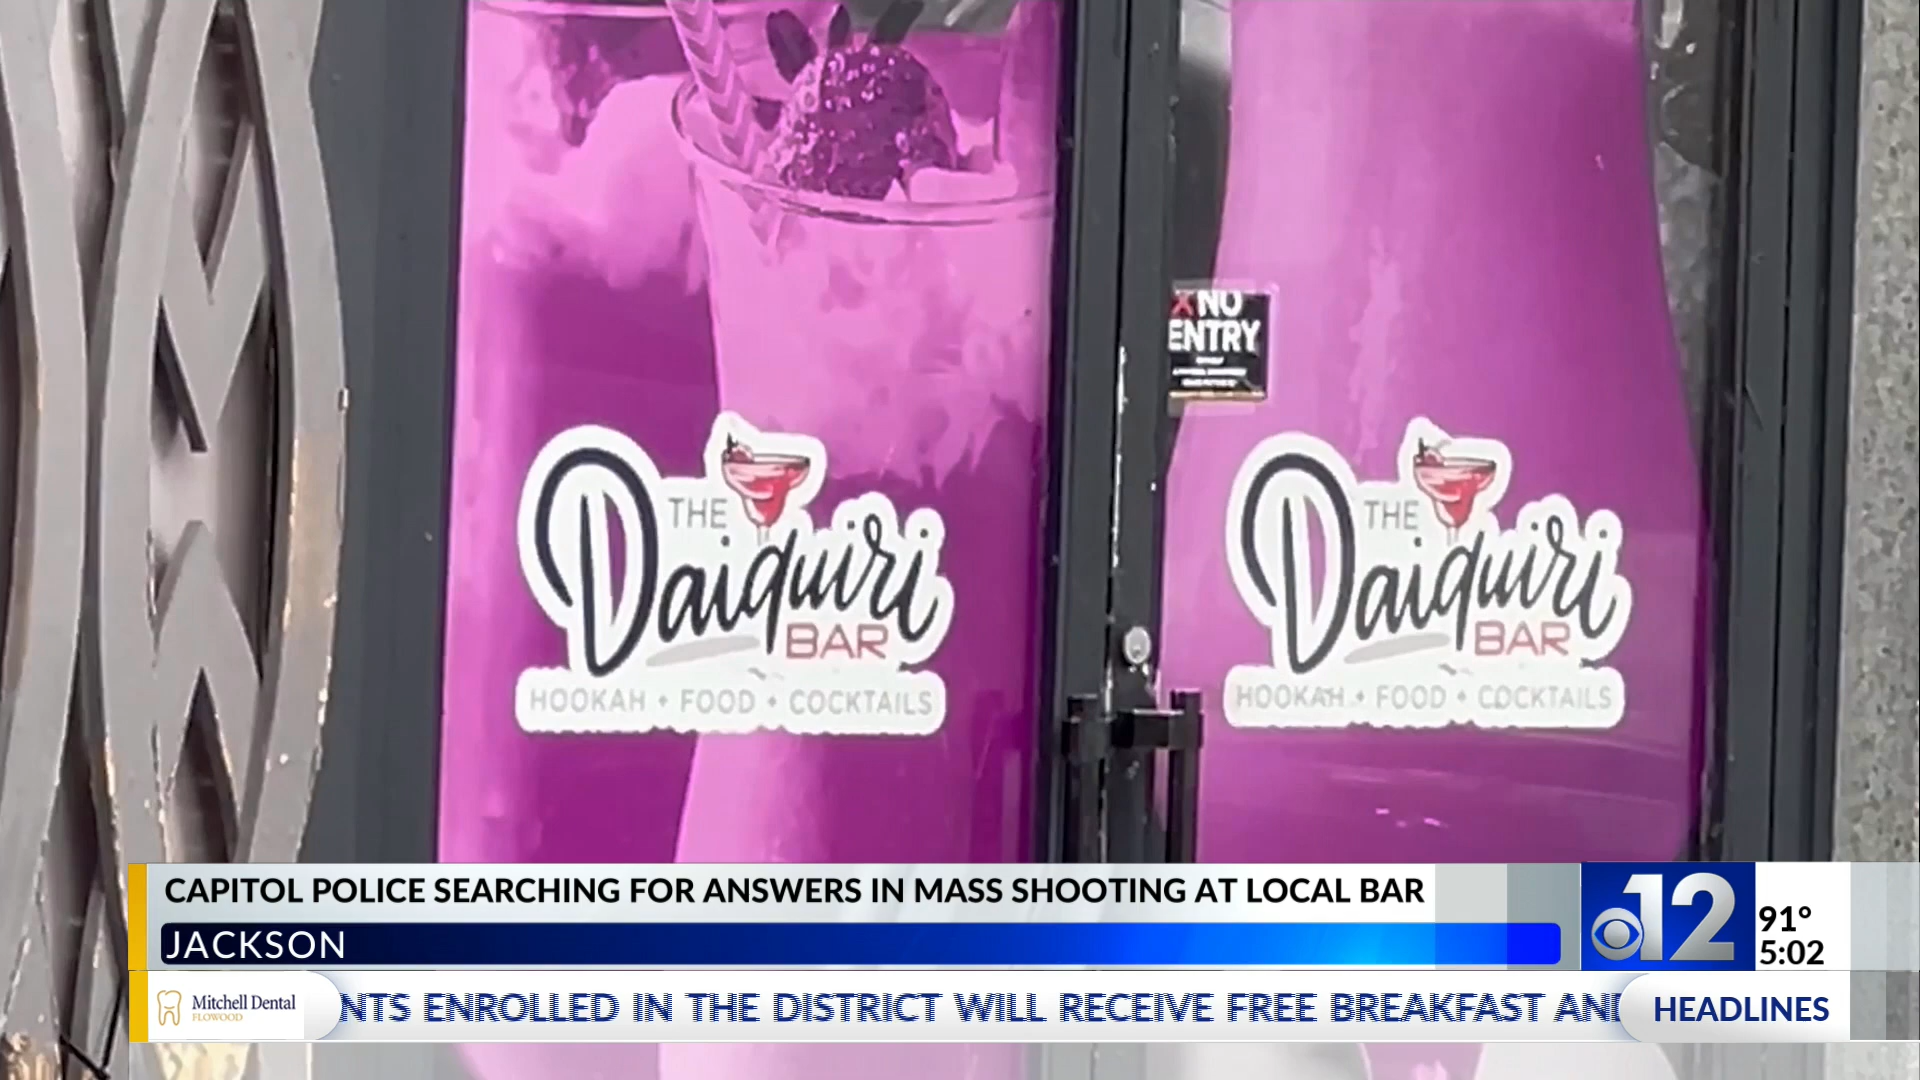 X NO
ENTRY
THE
Daiquiri
BAR
HOOKAH • FOOD • COCKTAILS
THE
Daiquiri
BAR
HOOKAH • FOOD • COCKTAILS
CAPITOL POLICE SEARCHING FOR ANSWERS IN MASS SHOOTING AT LOCAL BAR
JACKSON
12
91°
5:02
Mitchell Dental
FLOWOOD
NTS ENROLLED IN THE DISTRICT WILL RECEIVE FREE BREAKFAST AND
HEADLINES